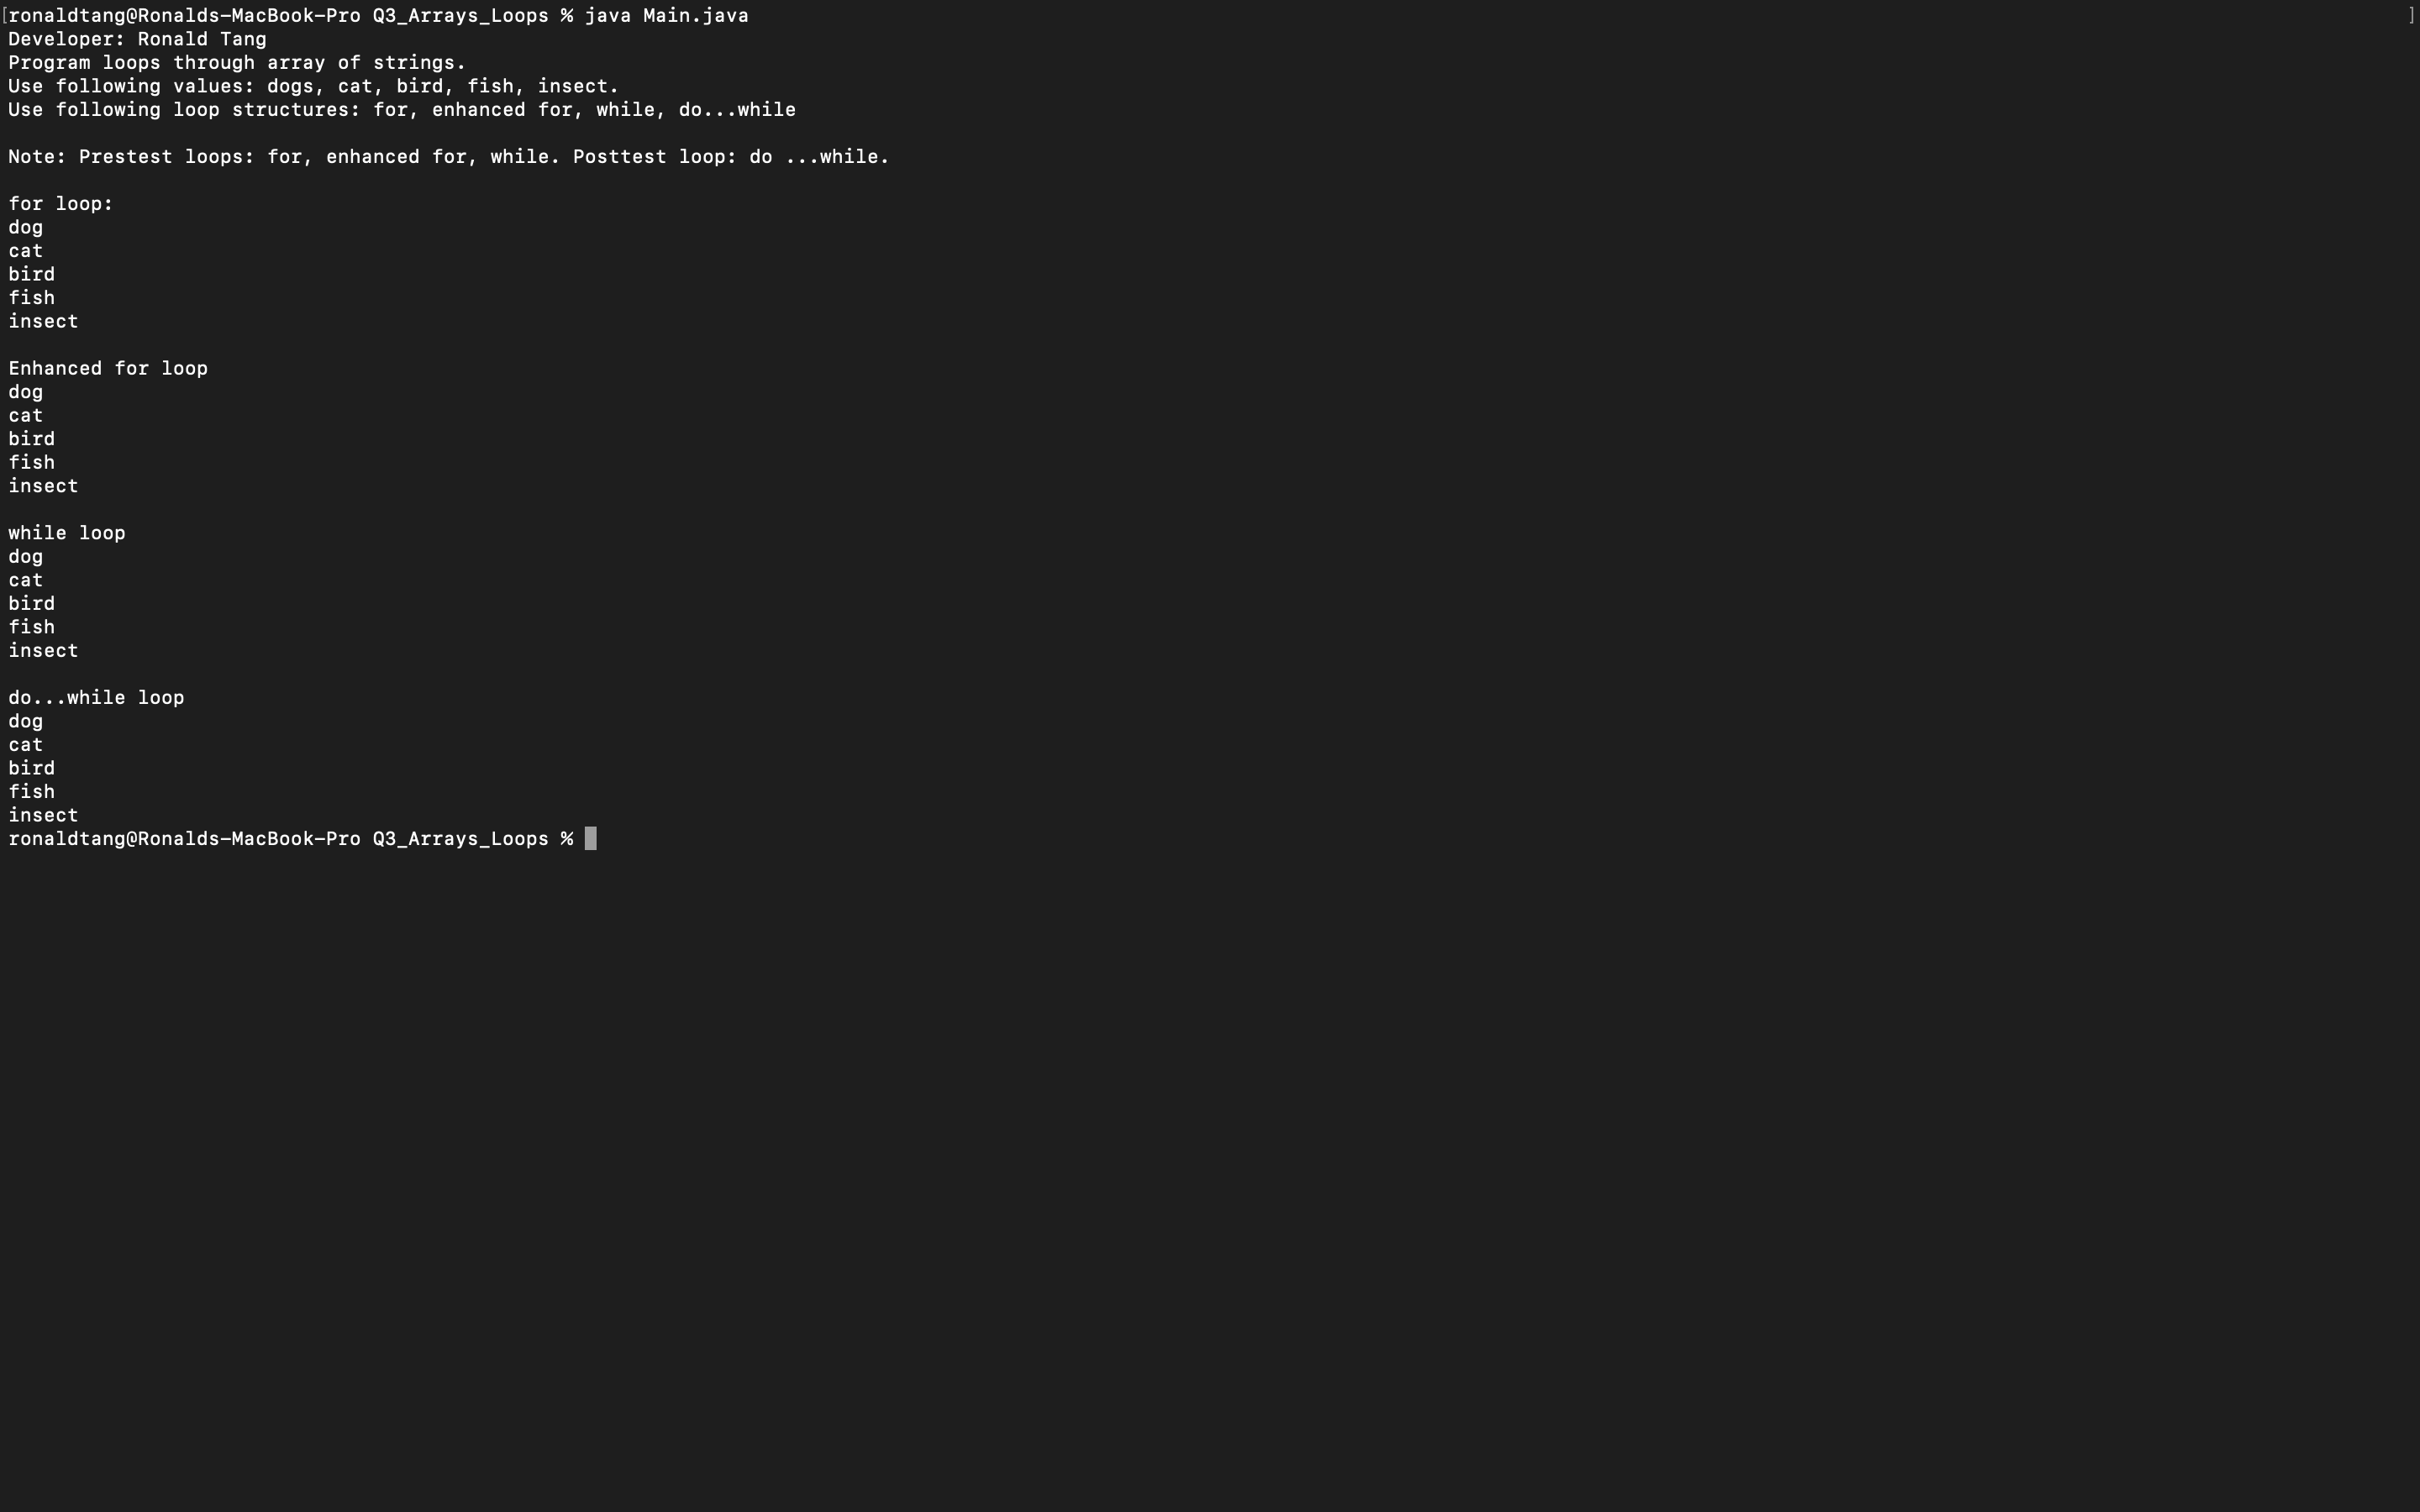 [ronaldtang@Ronalds-MacBook-Pro Q3_Arrays_Loops % java Main.java ]
Developer: Ronald Tang
Program loops through array of strings.
Use following values: dogs, cat, bird, fish, insect.
Use following loop structures: for, enhanced for, while, do...while
Note: Prestest loops: for, enhanced for, while. Posttest loop: do ...while.
for loop:
dog
cat
bird
fish
insect
Enhanced for loop
dog
cat
bird
fish
insect
while loop
dog
cat
bird
fish
insect
do...while loop
dog
cat
bird
fish
insect
ronaldtang@Ronalds-MacBook-Pro Q3_Arrays_Loops %